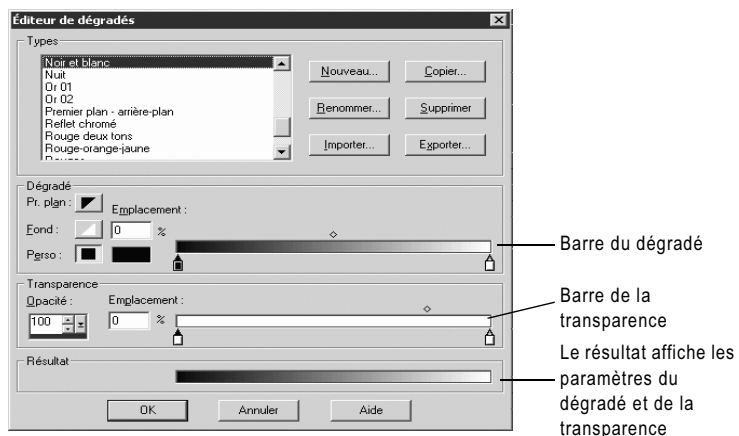 Éditeur de dégradés
Types
Noir et blanc
Nuit
Or 01
Or 02
Premier plan - arrière-plan
Reflet chromé
Rouge deux tons
Rouge-orange-jaune
Nouveau... Copier...
Renommer... Supprimer
Importer... Exporter...
Dégradé
Pr. plan :
Emplacement :
Fond : 0 %
Perso :
Barre du dégradé
Transparence
Opacité : Emplacement :
100 0 %
Barre de la
transparence
Résultat
Le résultat affiche les
paramètres du
dégradé et de la
transparence
OK Annuler Aide